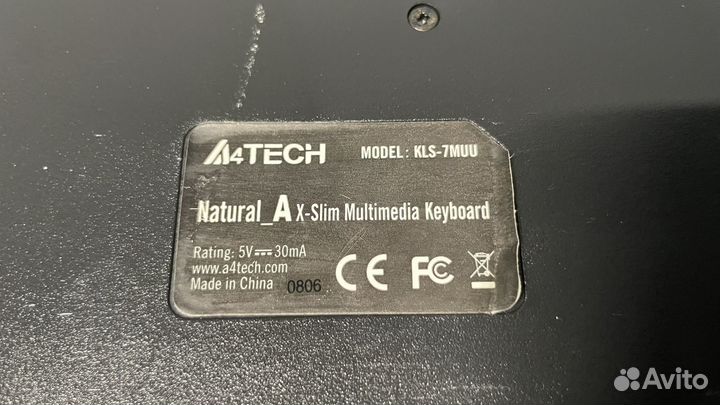 A4TECH MODEL: KLS-7MUU
Natural_A X-Slim Multimedia Keyboard
Rating: 5V 30mA
www.a4tech.com
Made in China 0806 CE FC
Avito